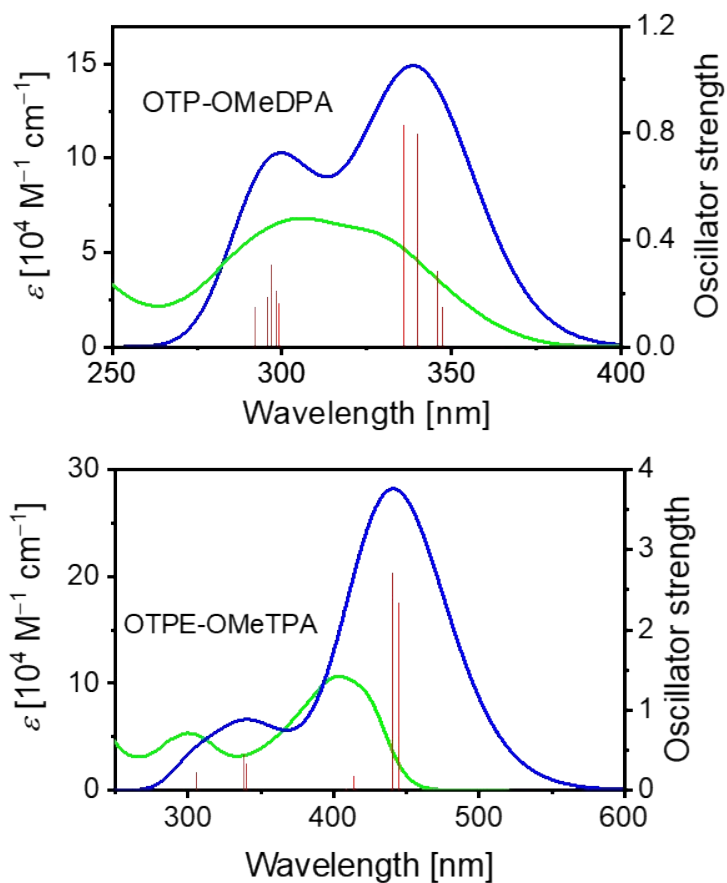 OTP-OMeDPA
ε [10⁴ M⁻¹ cm⁻¹]
15
10
5
0
1.2
0.8
0.4
0.0
Oscillator strength
250 300 350 400
Wavelength [nm]
OTPE-OMeTPA
ε [10⁴ M⁻¹ cm⁻¹]
30
20
10
0
4
3
2
1
0
Oscillator strength
300 400 500 600
Wavelength [nm]